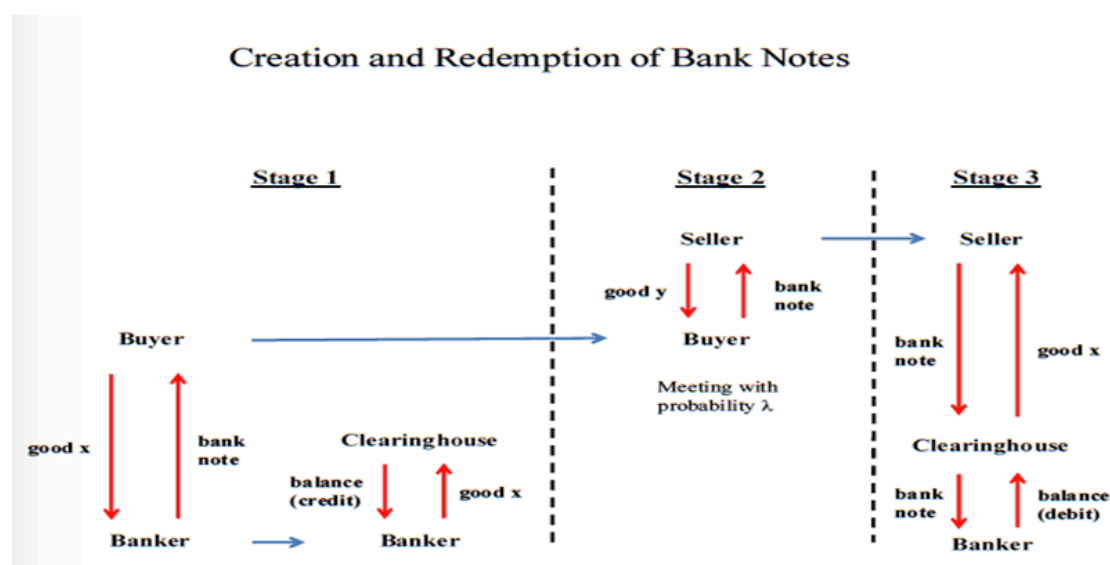 Creation and Redemption of Bank Notes
Stage 1
Stage 2
Stage 3
Seller
Seller
good y
bank
note
Buyer
Buyer
bank
note
good x
Meeting with
probability λ
good x
bank
note
Clearinghouse
Clearinghouse
balance
(credit)
good x
bank
note
balance
(debit)
Banker
Banker
Banker